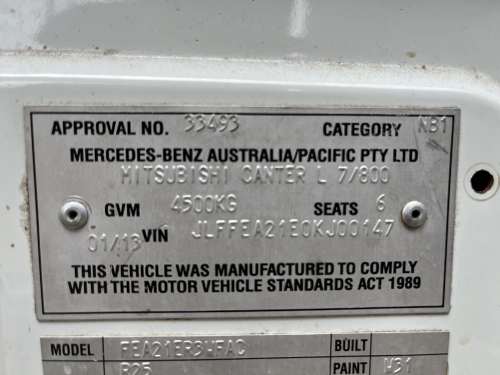 APPROVAL NO. 33493 CATEGORY NB1
MERCEDES-BENZ AUSTRALIA/PACIFIC PTY LTD
MITSUBISHI CANTER L 7/800
GVM 4500KG SEATS 6
01/13 VIN JLFFEA21E0KJ00147
THIS VEHICLE WAS MANUFACTURED TO COMPLY
WITH THE MOTOR VEHICLE STANDARDS ACT 1989
MODEL FEA21ER3WFAC BUILT
R25 PAINT W31